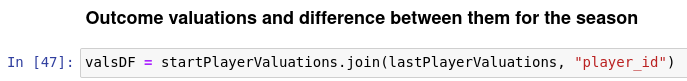 Outcome valuations and difference between them for the season
In [47]: valsDF = startPlayerValuations.join(lastPlayerValuations, "player_id")